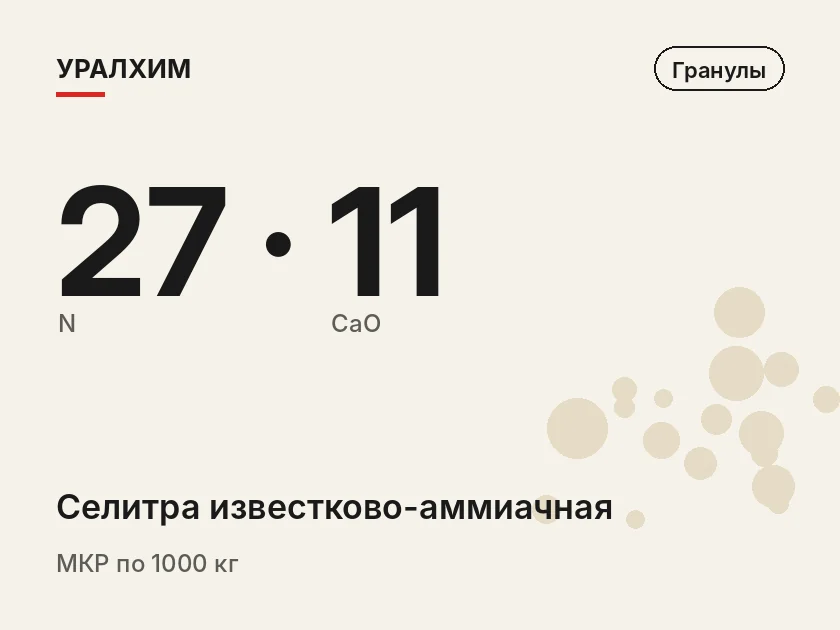 УРАЛХИМ
Гранулы
27 · 11
N CaO
Селитра известково-аммиачная
МКР по 1000 кг